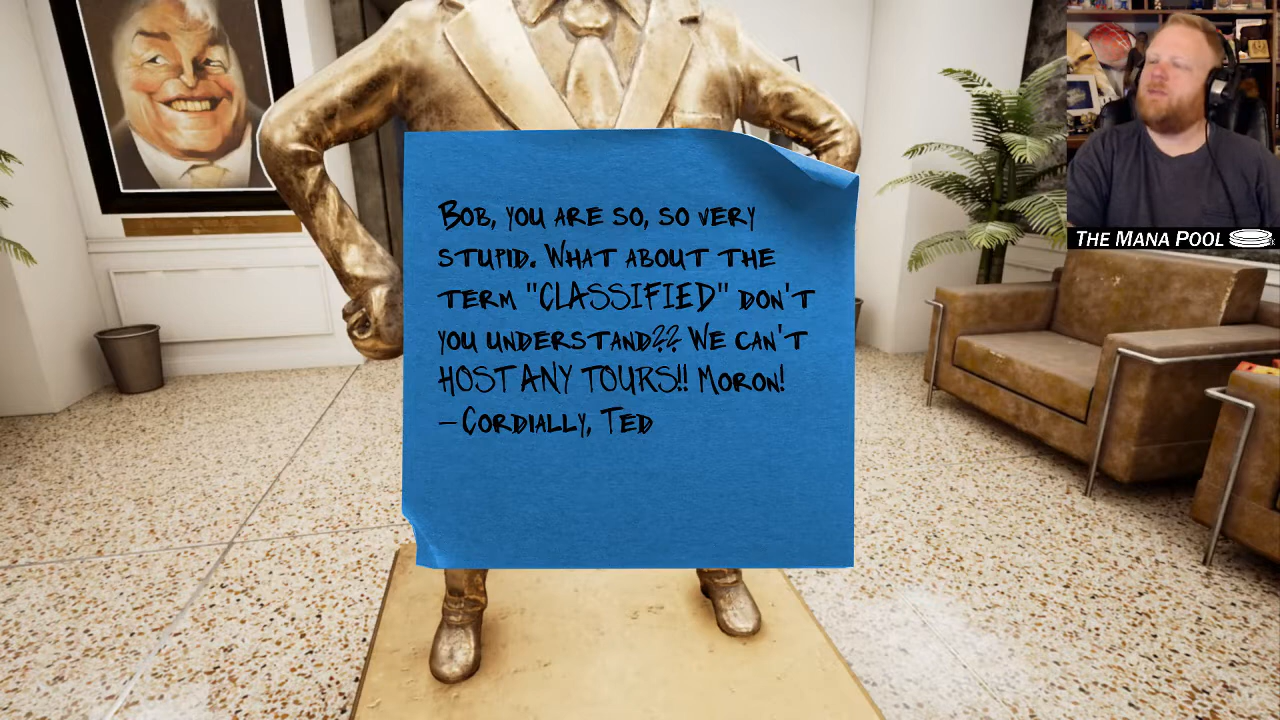 BOB, YOU ARE SO, SO VERY
STUPID. WHAT ABOUT THE
TERM "CLASSIFIED" DON'T
YOU UNDERSTAND?? WE CAN'T
HOST ANY TOURS!! MORON!
—CORDIALLY, TED
THE MANA POOL